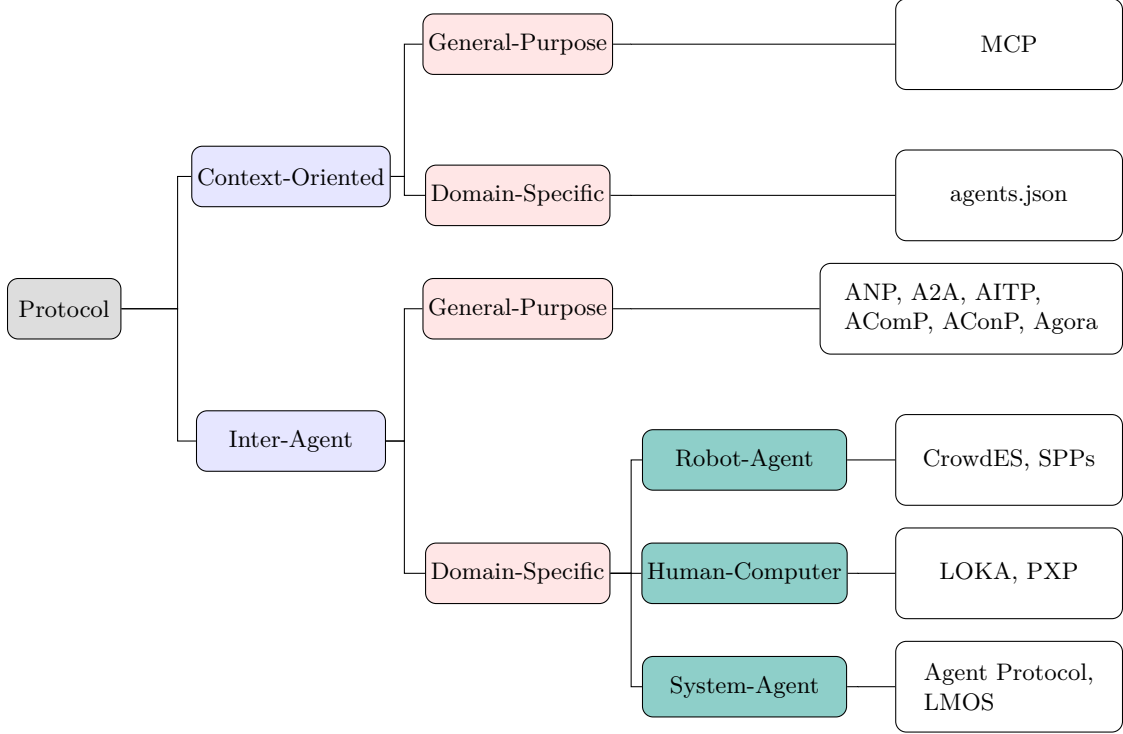 General-Purpose
MCP
Context-Oriented
Domain-Specific
agents.json
Protocol
General-Purpose
ANP, A2A, AITP,
AComP, AConP, Agora
Inter-Agent
Robot-Agent
CrowdES, SPPs
Domain-Specific
Human-Computer
LOKA, PXP
System-Agent
Agent Protocol,
LMOS